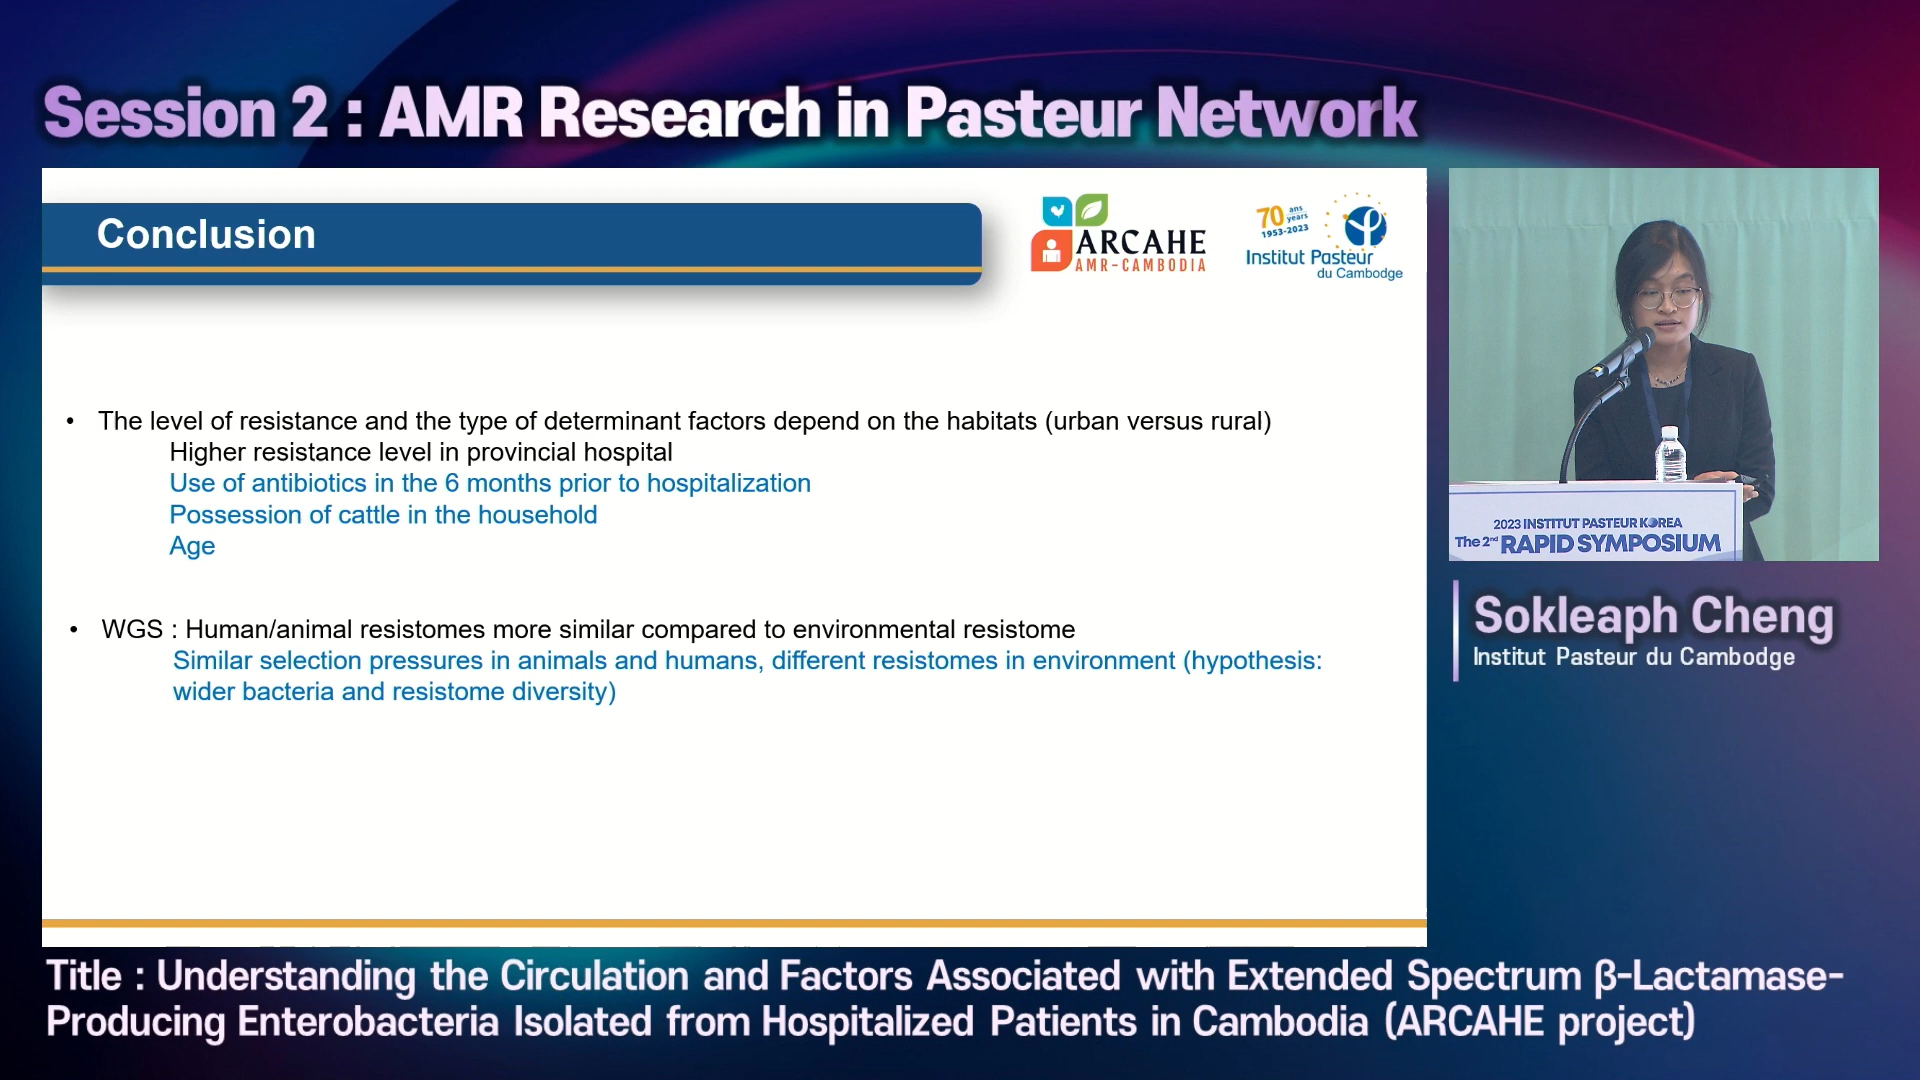 Session 2 : AMR Research in Pasteur Network
Conclusion
ARCAHE
AMR-CAMBODIA
70 ans years
1953-2023
Institut Pasteur
du Cambodge
• The level of resistance and the type of determinant factors depend on the habitats (urban versus rural)
Higher resistance level in provincial hospital
Use of antibiotics in the 6 months prior to hospitalization
Possession of cattle in the household
Age
• WGS : Human/animal resistomes more similar compared to environmental resistome
Similar selection pressures in animals and humans, different resistomes in environment (hypothesis:
wider bacteria and resistome diversity)
2023 INSTITUT PASTEUR KOREA
The 2nd RAPID SYMPOSIUM
Sokleaph Cheng
Institut Pasteur du Cambodge
Title : Understanding the Circulation and Factors Associated with Extended Spectrum β-Lactamase-
Producing Enterobacteria Isolated from Hospitalized Patients in Cambodia (ARCAHE project)